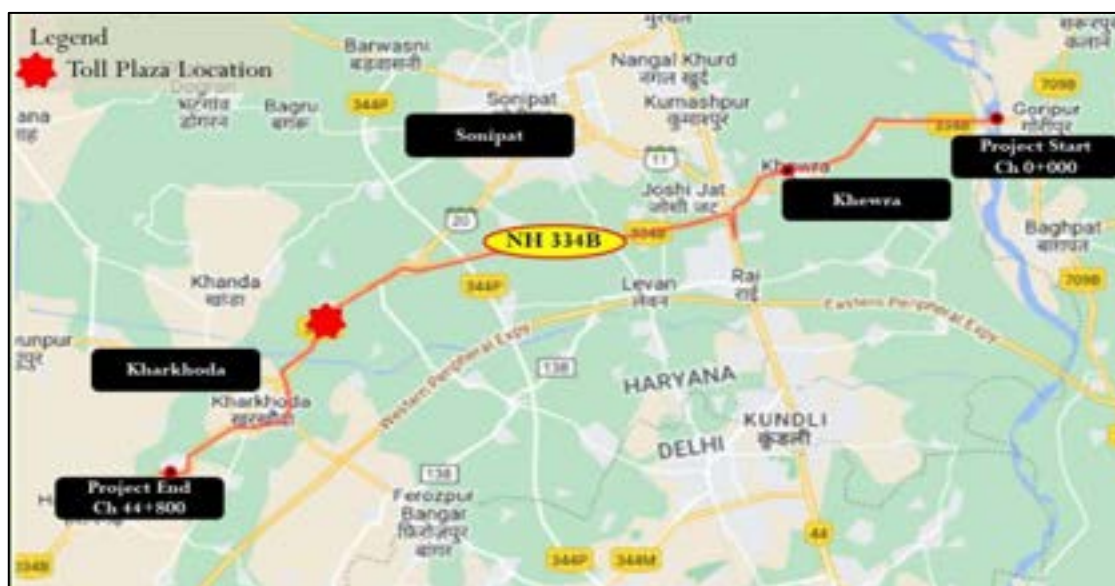 Legend
Toll Plaza Location
Barwasni
बड़वासनी
Nangal Khurd
नंगल खुर्द
Kumashpur
कुमाशपुर
344P
Bagru
Sonipat
Sonipat
709B
Goripur
गोरीपुर
Project Start
Ch 0+000
Khewra
Khewra
11
Joshi Jat
जोशी जट
Baghpat
बागपत
709B
20
NH 334B
344P
Levan
लेवन
Rai
राई
Khanda
खांडा
Western Peripheral Expy
Eastern Peripheral Expy
Kharkhoda
Kharkhoda
खरखौदा
138
HARYANA
DELHI
KUNDLI
कुंडली
Project End
Ch 44+800
138
Ferozpur
Bangar
फिरोजपुर
बांगर
334B
344P
344M
44